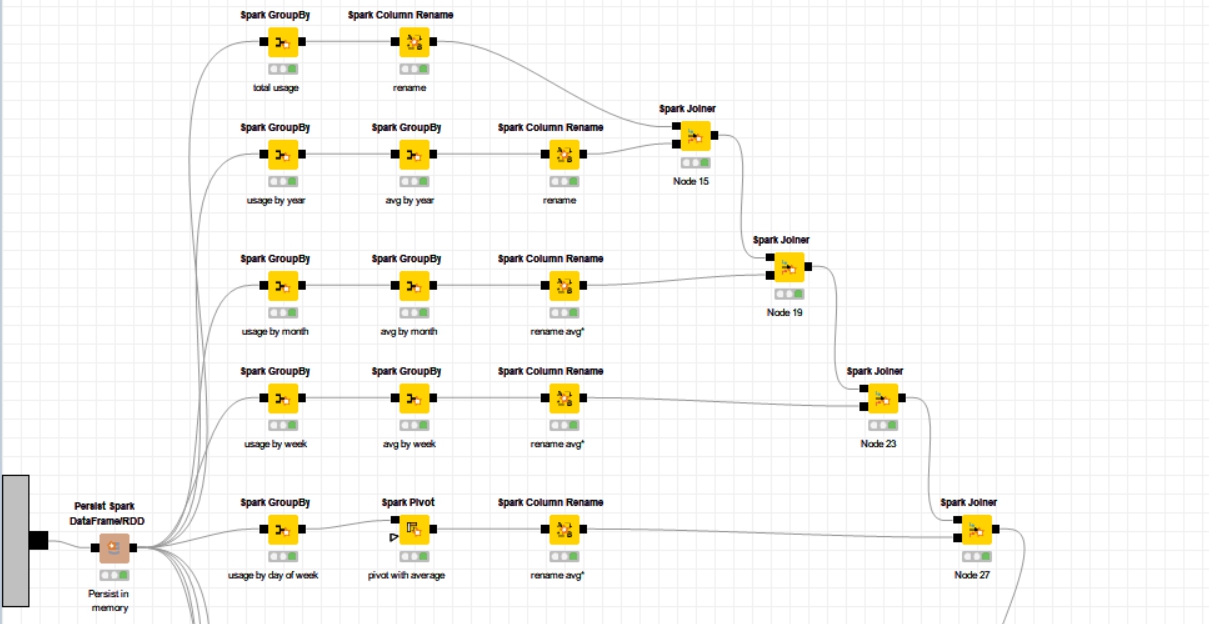 Spark GroupBy
Spark Column Rename
total usage
rename
Spark Joiner
Node 15
Spark GroupBy
Spark GroupBy
Spark Column Rename
usage by year
avg by year
rename
Spark Joiner
Node 19
Spark GroupBy
Spark GroupBy
Spark Column Rename
usage by month
avg by month
rename avg*
Spark Joiner
Node 23
Spark GroupBy
Spark GroupBy
Spark Column Rename
usage by week
avg by week
rename avg*
Persist Spark
DataFrame/RDD
Persist in
memory
Spark GroupBy
Spark Pivot
Spark Column Rename
usage by day of week
pivot with average
rename avg*
Spark Joiner
Node 27